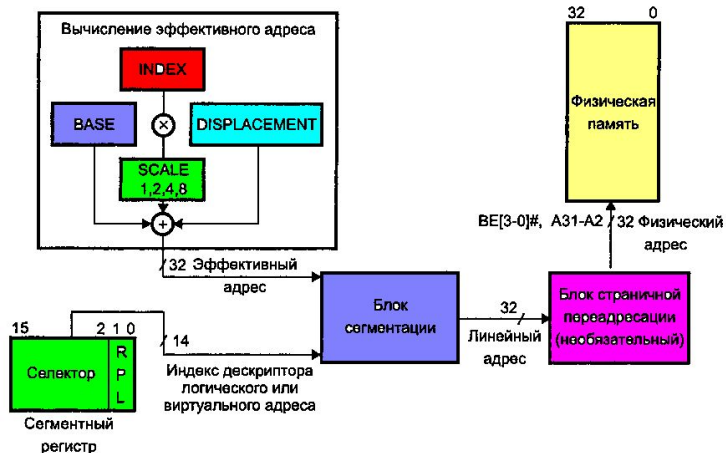 Вычисление эффективного адреса
INDEX
BASE
×
DISPLACEMENT
SCALE
1,2,4,8
+
32 Эффективный
адрес
32 0
Физическая
память
BE[3-0]#, A31-A2 32 Физический
адрес
Блок
сегментации
32
Линейный
адрес
Блок страничной
переадресации
(необязательный)
15 2 1 0
Селектор
R
P
L
Сегментный
регистр
14
Индекс дескриптора
логического или
виртуального адреса